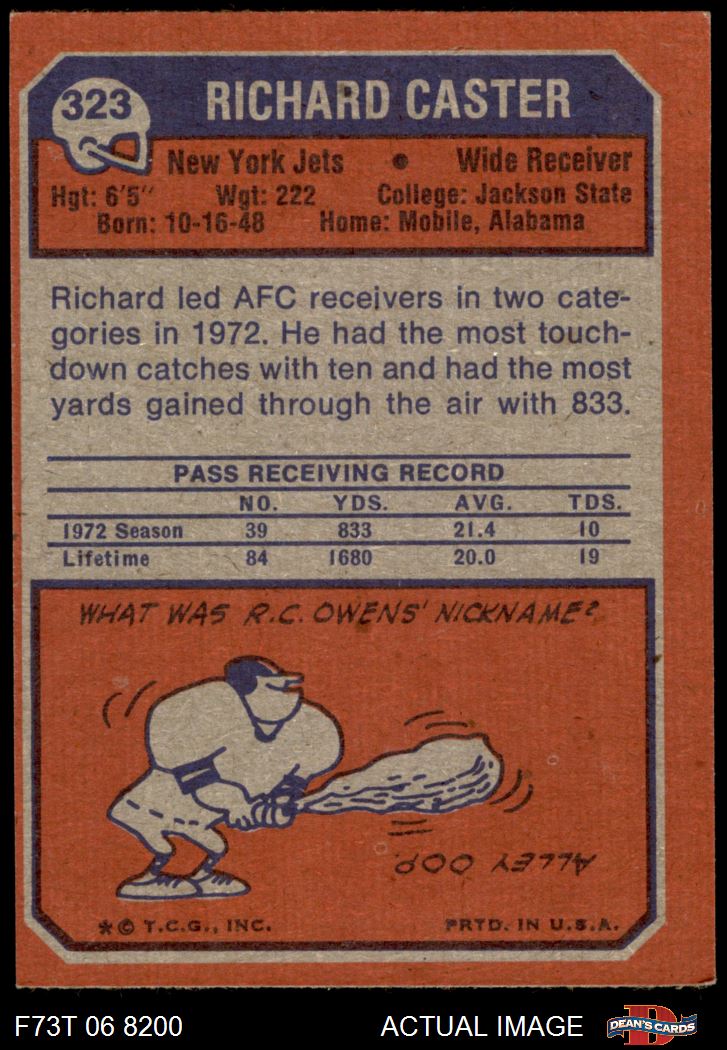 323
RICHARD CASTER
New York Jets • Wide Receiver
Hgt: 6'5" Wgt: 222 College: Jackson State
Born: 10-16-48 Home: Mobile, Alabama
Richard led AFC receivers in two cate-
gories in 1972. He had the most touch-
down catches with ten and had the most
yards gained through the air with 833.
PASS RECEIVING RECORD
NO. YDS. AVG. TDS.
1972 Season 39 833 21.4 10
Lifetime 84 1680 20.0 19
WHAT WAS R.C. OWENS' NICKNAME?
ALLEY OOP.
*© T.C.G., INC. PRTD. IN U.S.A.
F73T 06 8200 ACTUAL IMAGE
D
DEAN'S CARDS